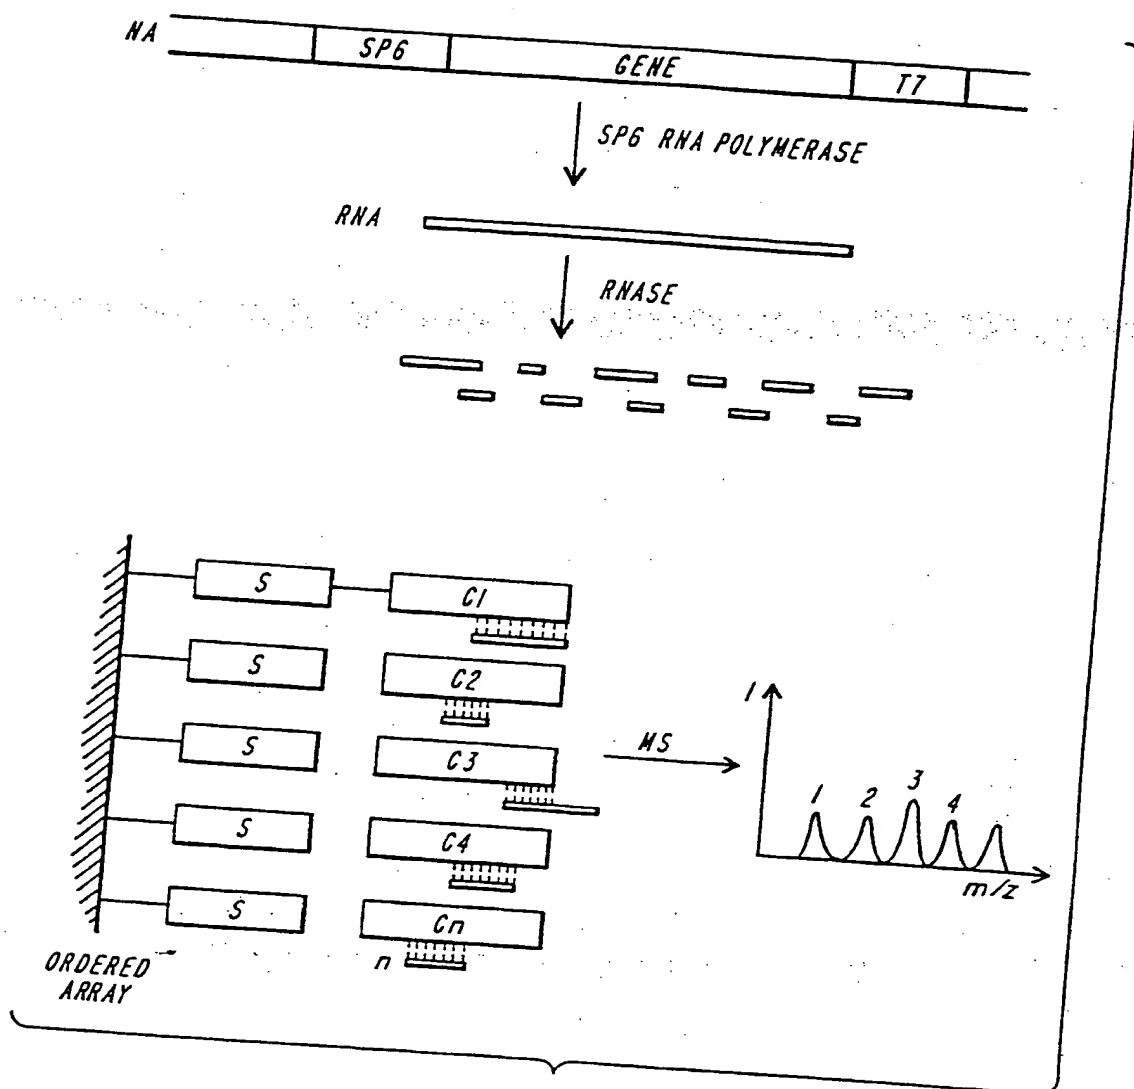 NA
SP6
GENE
T7
SP6 RNA POLYMERASE
RNA
RNASE
S
C1
S
C2
S
C3
S
C4
S
Cn
n
ORDERED
ARRAY
MS
I
1
2
3
4
m/z